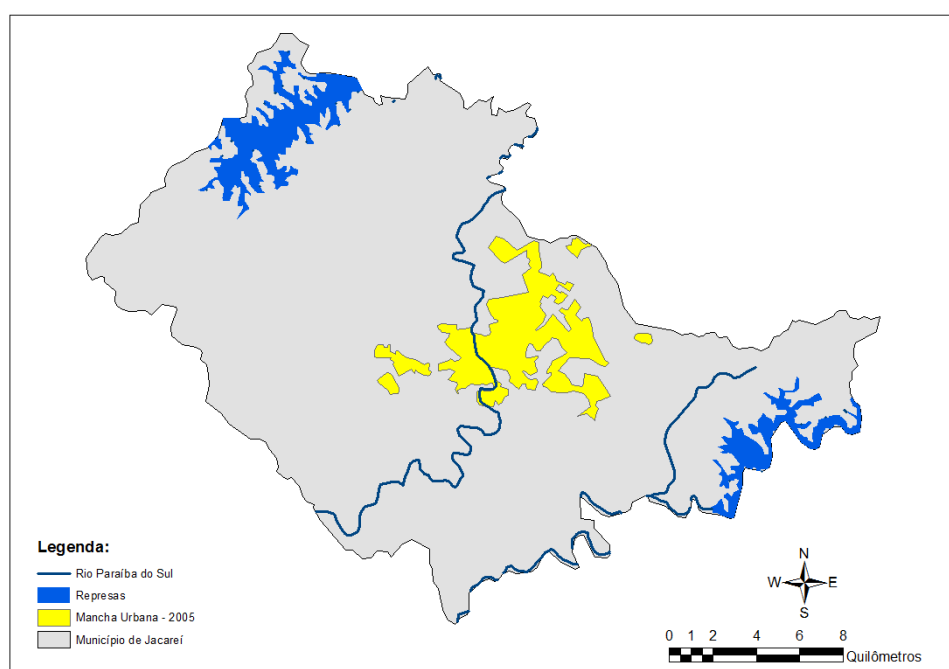 Legenda:
Rio Paraíba do Sul
Represas
Mancha Urbana - 2005
Município de Jacareí
N
W E
S
0 1 2 4 6 8
Quilômetros